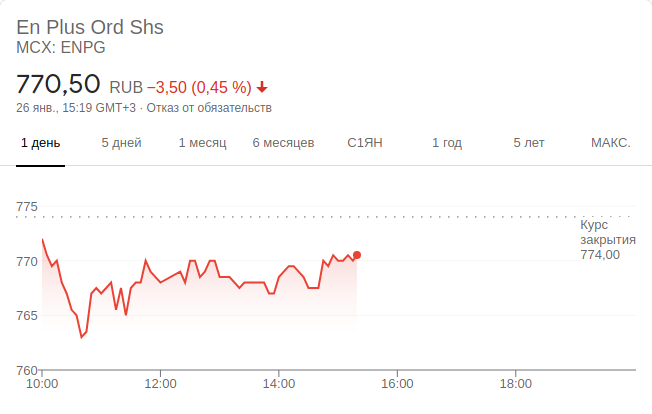 En Plus Ord Shs
MCX: ENPG
770,50 RUB −3,50 (0,45 %)
26 янв., 15:19 GMT+3 · Отказ от обязательств
1 день 5 дней 1 месяц 6 месяцев С1ЯН 1 год 5 лет МАКС.
775
Курс
закрытия
774,00
770
765
760
10:00 12:00 14:00 16:00 18:00